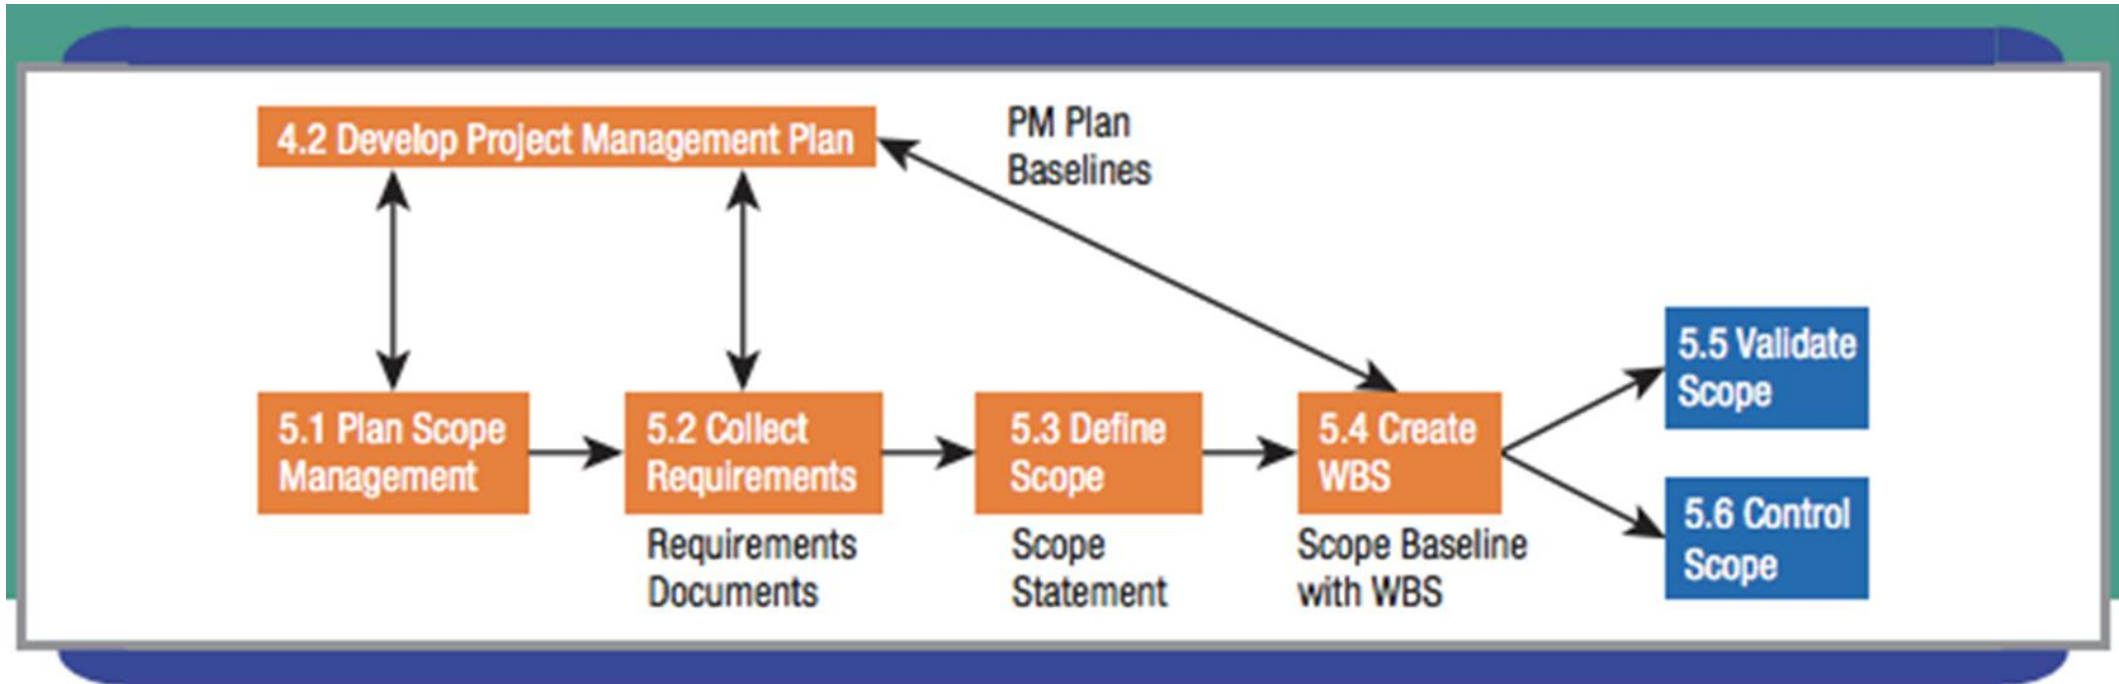 4.2 Develop Project Management Plan
PM Plan
Baselines
5.1 Plan Scope
Management
5.2 Collect
Requirements
Requirements
Documents
5.3 Define
Scope
Scope
Statement
5.4 Create
WBS
Scope Baseline
with WBS
5.5 Validate
Scope
5.6 Control
Scope